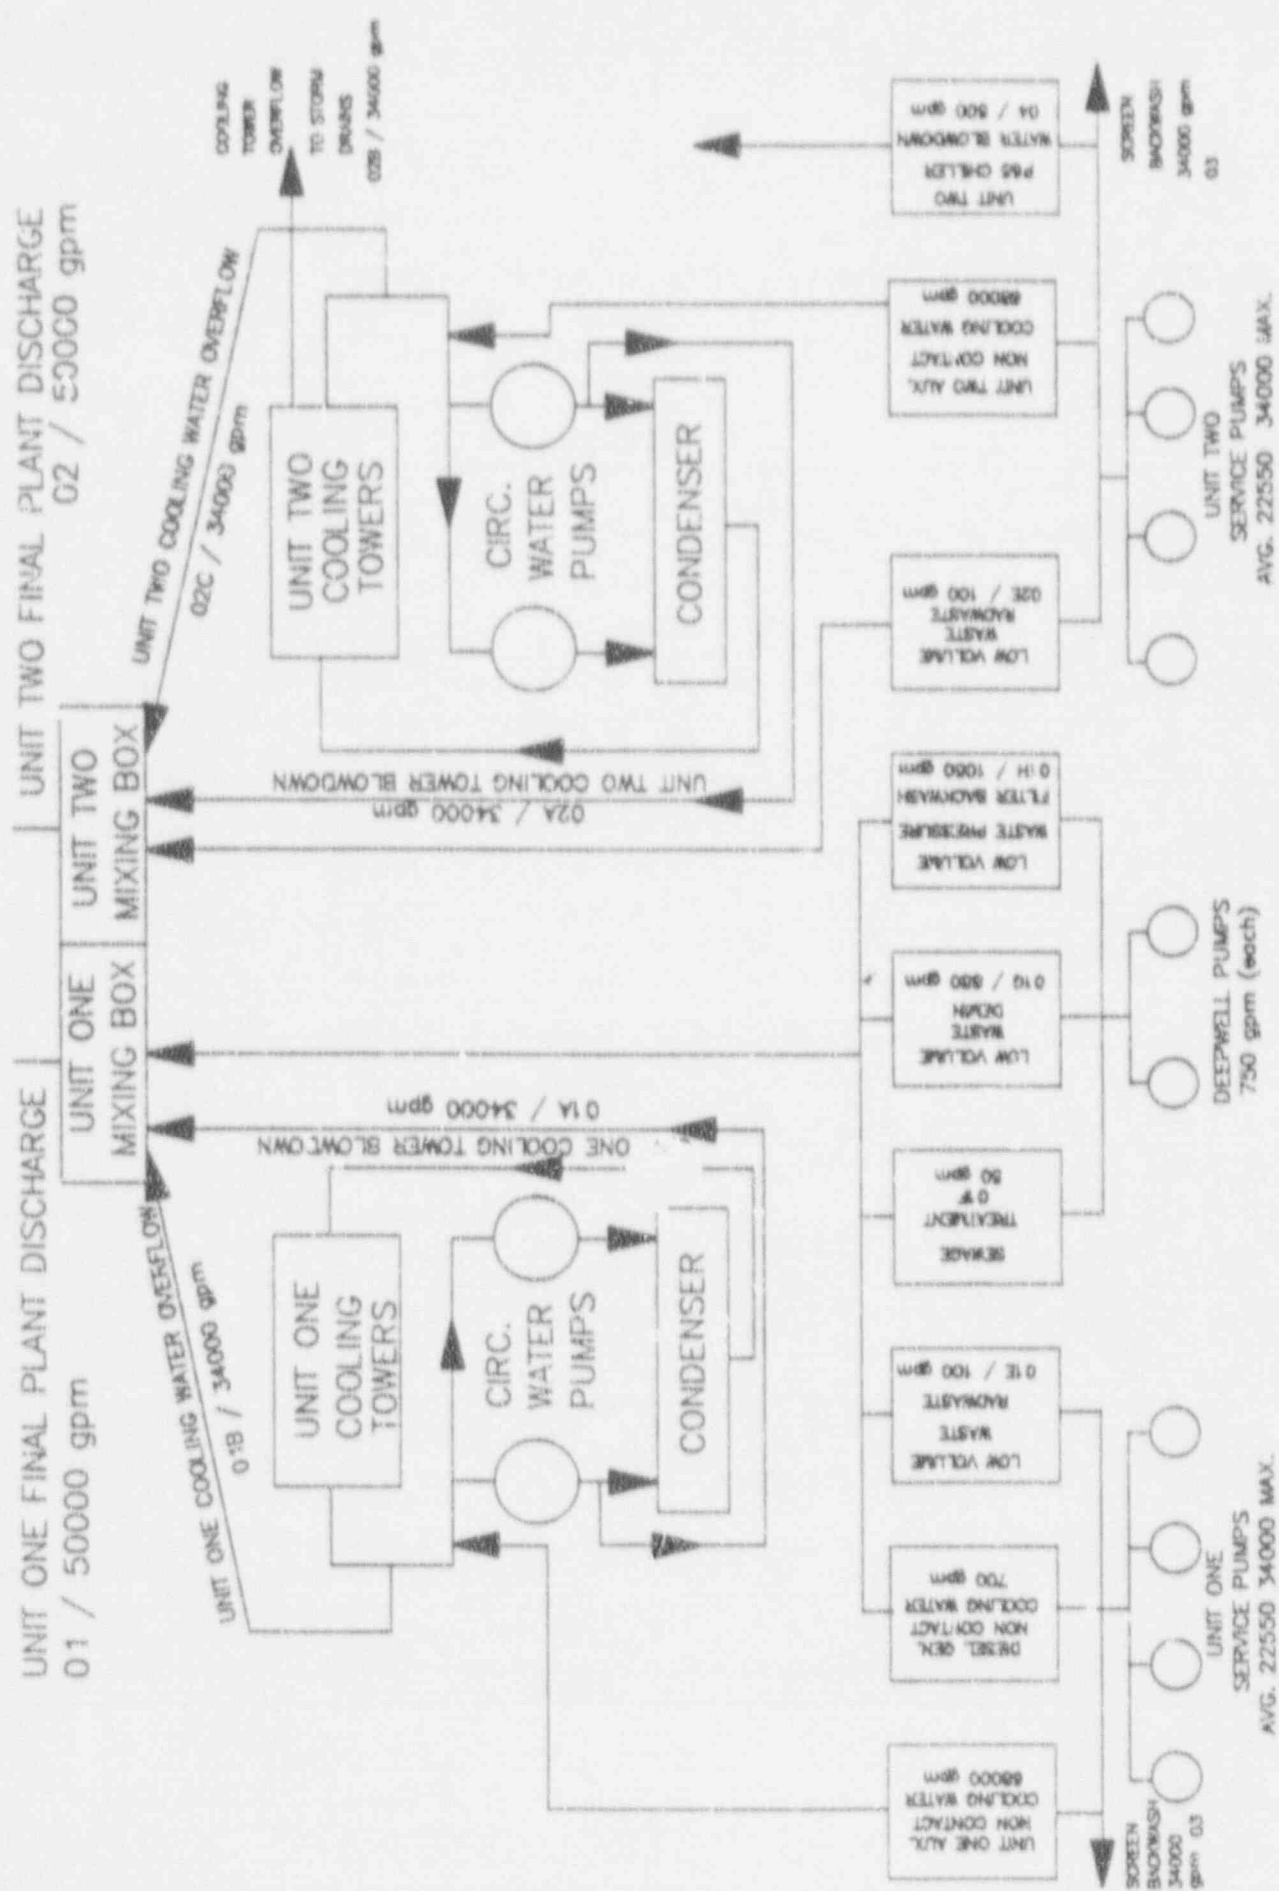 UNIT ONE FINAL PLANT DISCHARGE
01 / 50000 gpm
UNIT TWO FINAL PLANT DISCHARGE
02 / 50000 gpm
UNIT ONE
MIXING BOX
UNIT TWO
MIXING BOX
UNIT ONE COOLING WATER OVERFLOW
01B / 34000 gpm
UNIT TWO COOLING WATER OVERFLOW
02C / 34000 gpm
COOLING
TOWER
OVERFLOW
TO STORM
DRAINS
02B / 34000 gpm
UNIT ONE
COOLING
TOWERS
ONE COOLING TOWER BLOWDOWN
01A / 34000 gpm
UNIT TWO COOLING TOWER BLOWDOWN
02A / 34000 gpm
UNIT TWO
COOLING
TOWERS
CIRC.
WATER
PUMPS
CIRC.
WATER
PUMPS
CONDENSER
CONDENSER
UNIT ONE AUX.
NON CONTACT
COOLING WATER
68000 gpm
DIESEL GEN.
NON CONTACT
COOLING WATER
700 gpm
LOW VOLUME
WASTE
RADWASTE
01E / 100 gpm
SEWAGE
TREATMENT
01F
50 gpm
LOW VOLUME
WASTE
DEMIN
01G / 880 gpm
LOW VOLUME
WASTE PRESSURE
FILTER BACKWASH
01H / 1050 gpm
LOW VOLUME
WASTE
RADWASTE
02E / 100 gpm
UNIT TWO AUX.
NON CONTACT
COOLING WATER
68000 gpm
UNIT TWO
CHILLER
WATER BLOWDOWN
04 / 500 gpm
SCREEN
BACKWASH
34000
gpm 03
UNIT ONE
SERVICE PUMPS
AVG. 22550 34000 MAX.
DEEPWELL PUMPS
750 gpm (each)
UNIT TWO
SERVICE PUMPS
AVG. 22550 34000 MAX.
SCREEN
BACKWASH
34000 gpm
03